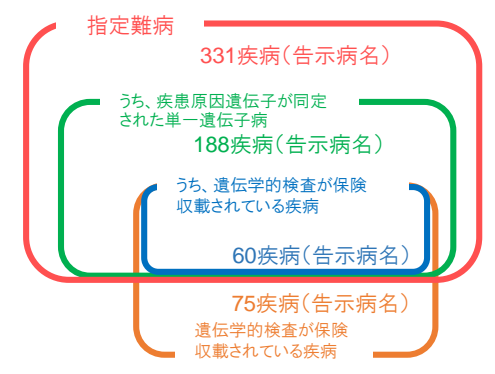 指定難病
331疾病(告示病名)
うち、疾患原因遺伝子が同定
された単一遺伝子病
188疾病(告示病名)
うち、遺伝学的検査が保険
収載されている疾病
60疾病(告示病名)
75疾病(告示病名)
遺伝学的検査が保険
収載されている疾病